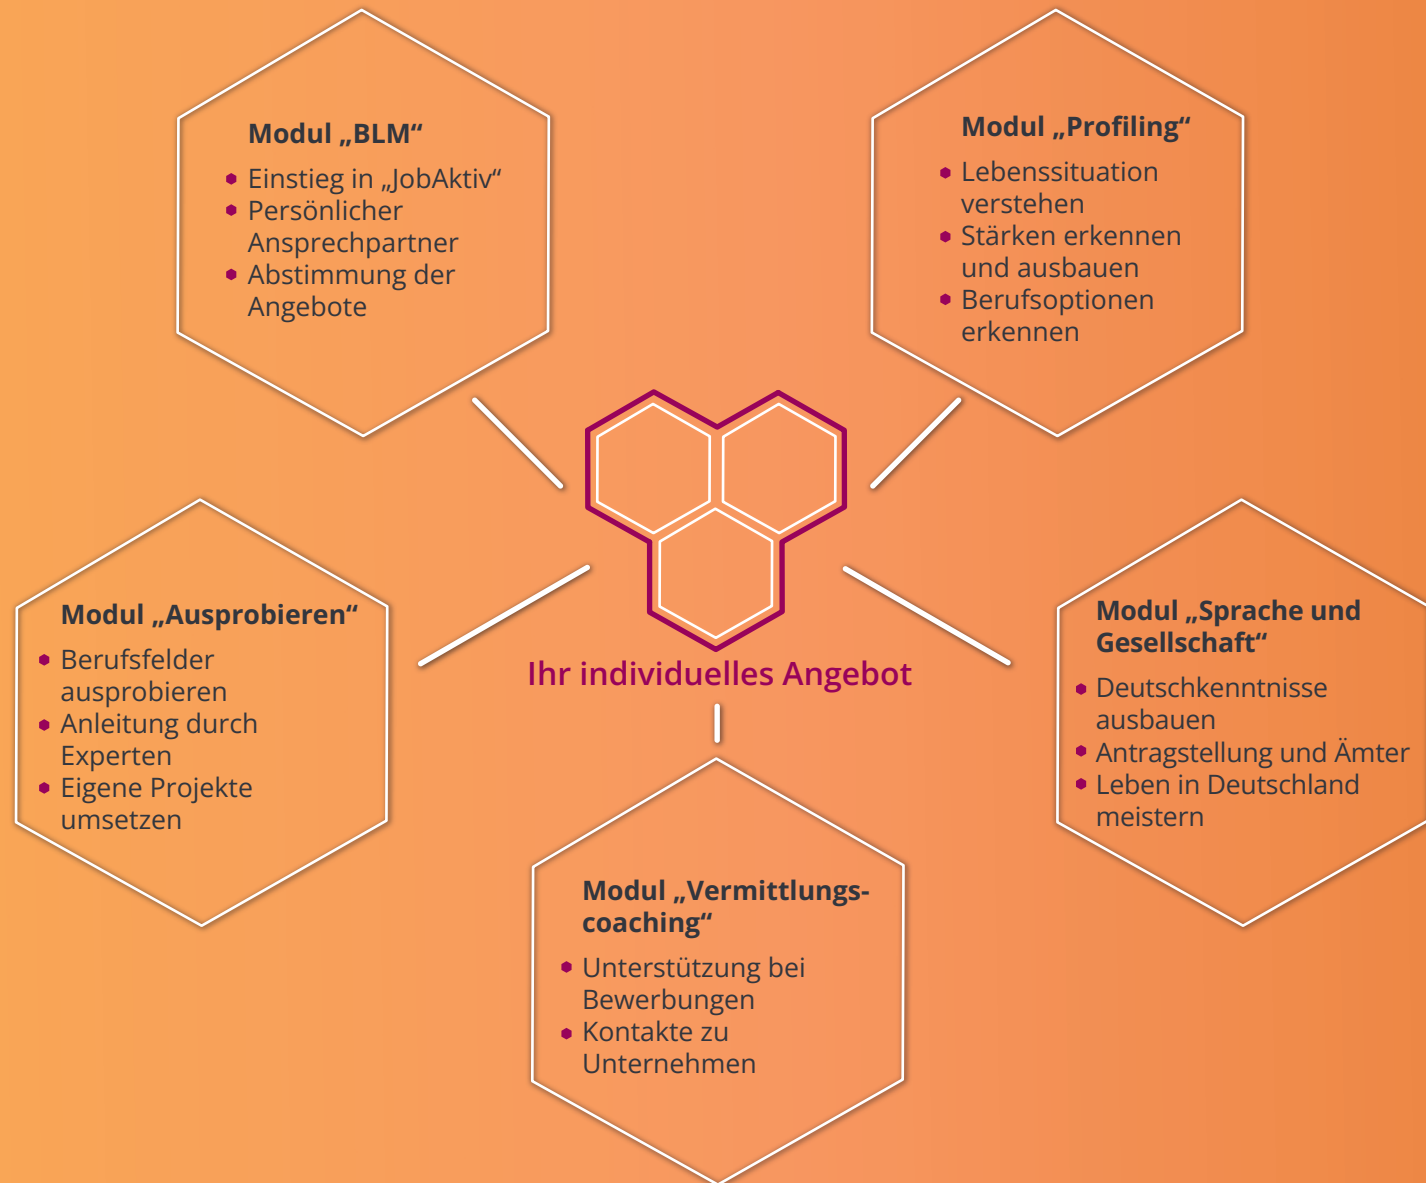 Modul „BLM“
Einstieg in „JobAktiv“
Persönlicher
Ansprechpartner
Abstimmung der
Angebote
Modul „Profiling“
Lebenssituation
verstehen
Stärken erkennen
und ausbauen
Berufsoptionen
erkennen
Ihr individuelles Angebot
Modul „Ausprobieren“
Berufsfelder
ausprobieren
Anleitung durch
Experten
Eigene Projekte
umsetzen
Modul „Sprache und
Gesellschaft“
Deutschkenntnisse
ausbauen
Antragstellung und Ämter
Leben in Deutschland
meistern
Modul „Vermittlungs-
coaching“
Unterstützung bei
Bewerbungen
Kontakte zu
Unternehmen